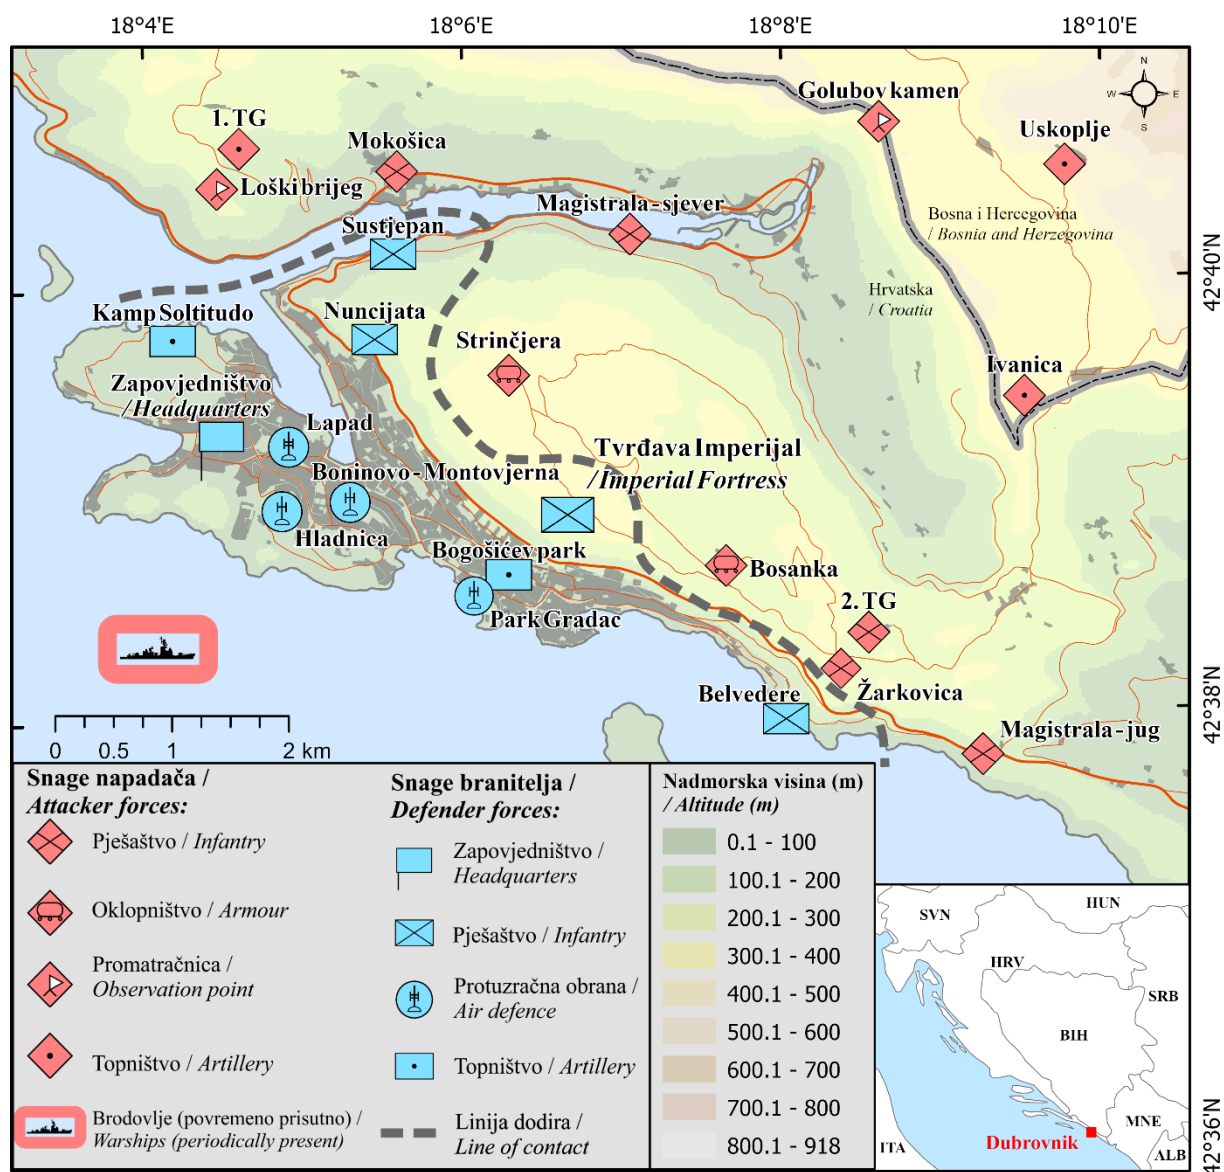 18°4'E
18°6'E
18°8'E
18°10'E
N
W
E
S
Golubov kamen
1. TG
Uskoplje
Mokošica
Loški brijeg
Magistrala-sjever
Bosna i Hercegovina
/ Bosnia and Herzegovina
Sustjepan
42°40'N
Hrvatska
/ Croatia
Kamp Soltitudo
Nuncijata
Strinčjera
Ivanica
Zapovjedništvo
/Headquarters
Lapad
Tvrđava Imperijal
/Imperial Fortress
Boninovo-Montovjerna
Hladnica
Bogošićev park
Bosanka
Park Gradac
2. TG
Belvedere
Žarkovica
42°38'N
Magistrala-jug
0
0.5
1
2 km
Snage napadača /
Attacker forces:
Pješaštvo / Infantry
Oklopništvo / Armour
Promatračnica /
Observation point
Topništvo / Artillery
Brodovlje (povremeno prisutno) /
Warships (periodically present)
Snage branitelja /
Defender forces:
Zapovjedništvo /
Headquarters
Pješaštvo / Infantry
Protuzračna obrana /
Air defence
Topništvo / Artillery
Linija dodira /
Line of contact
Nadmorska visina (m)
/ Altitude (m)
0.1 - 100
100.1 - 200
200.1 - 300
300.1 - 400
400.1 - 500
500.1 - 600
600.1 - 700
700.1 - 800
800.1 - 918
SVN
HUN
HRV
SRB
BIH
MNE
Dubrovnik
ITA
ALB
42°36'N